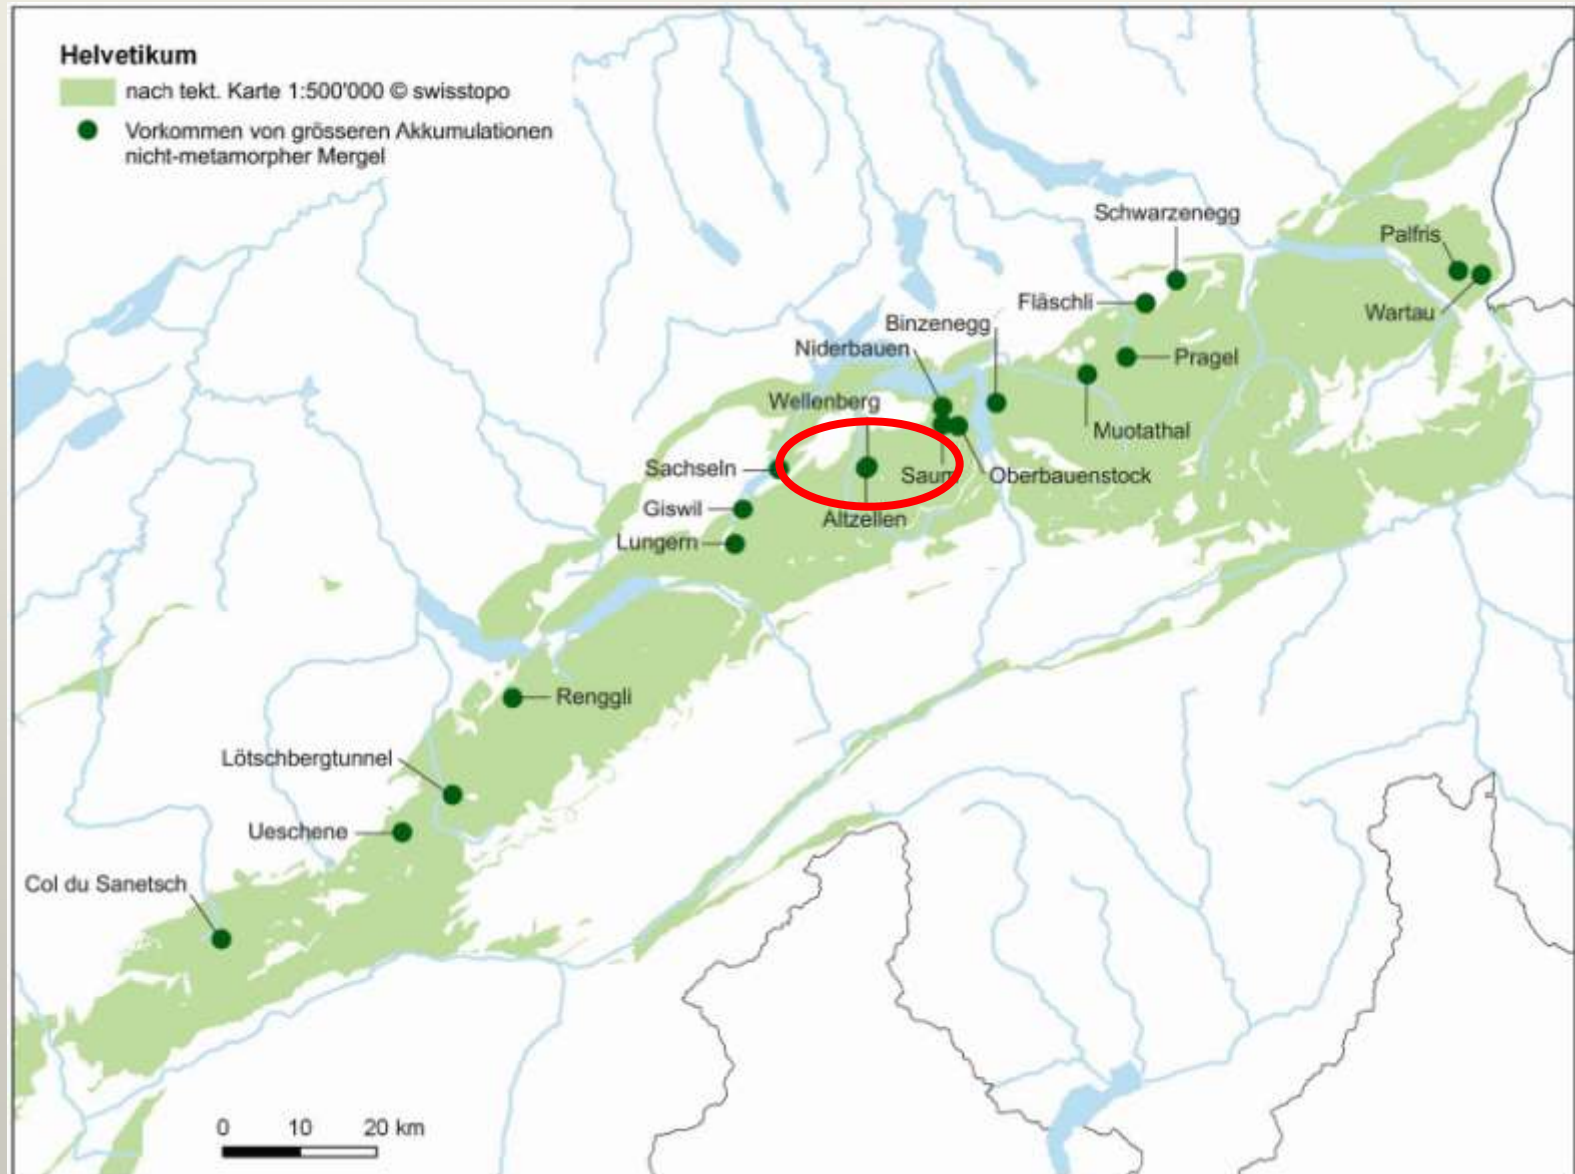 Helvetikum
nach tekt. Karte 1:500'000 © swisstopo
Vorkommen von grösseren Akkumulationen
nicht-metamorpher Mergel
Schwarzenegg
Palfris
Fläschli
Wartau
Binzenegg
Niderbauen
Pragel
Wellenberg
Muotathal
Sachseln
Saum
Oberbauenstock
Giswil
Altzellen
Lungern
Renggli
Lötschbergtunnel
Ueschene
Col du Sanetsch
0 10 20 km